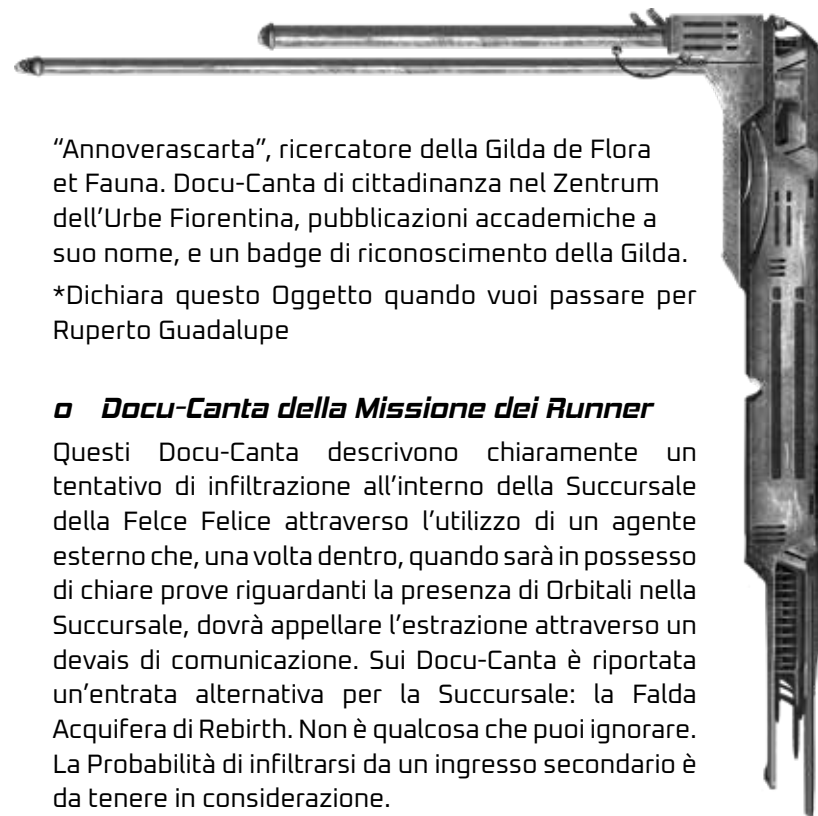 “Annoverascarta”, ricercatore della Gilda de Flora
et Fauna. Docu-Canta di cittadinanza nel Zentrum
dell’Urbe Fiorentina, pubblicazioni accademiche a
suo nome, e un badge di riconoscimento della Gilda.
*Dichiara questo Oggetto quando vuoi passare per
Ruperto Guadalupe
o Docu-Canta della Missione dei Runner
Questi Docu-Canta descrivono chiaramente un
tentativo di infiltrazione all’interno della Succursale
della Felce Felice attraverso l’utilizzo di un agente
esterno che, una volta dentro, quando sarà in possesso
di chiare prove riguardanti la presenza di Orbitali nella
Succursale, dovrà appellare l’estrazione attraverso un
devais di comunicazione. Sui Docu-Canta è riportata
un’entrata alternativa per la Succursale: la Falda
Acquifera di Rebirth. Non è qualcosa che puoi ignorare.
La Probabilità di infiltrarsi da un ingresso secondario è
da tenere in considerazione.